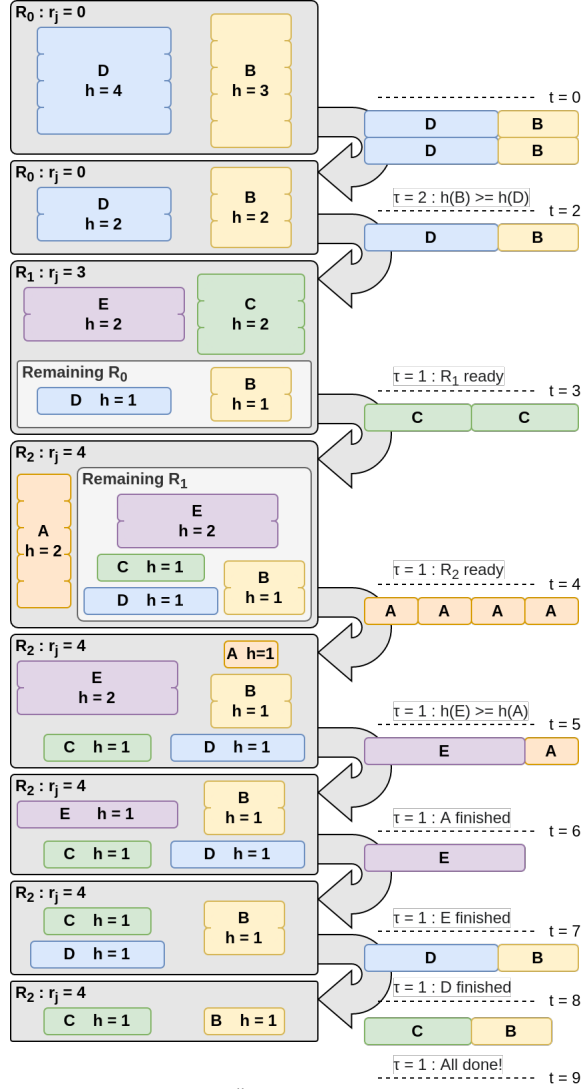 R0 : rj = 0
D
h = 4
B
h = 3
t = 0
D B
D B
R0 : rj = 0
D
h = 2
B
h = 2
τ = 2 : h(B) >= h(D)
t = 2
D B
R1 : rj = 3
E
h = 2
C
h = 2
Remaining R0
D h = 1
B
h = 1
τ = 1 : R1 ready
t = 3
C C
R2 : rj = 4
A
h = 2
Remaining R1
E
h = 2
C h = 1
D h = 1
B
h = 1
τ = 1 : R2 ready
t = 4
A A A A
R2 : rj = 4
A h=1
E
h = 2
B
h = 1
C h = 1 D h = 1
τ = 1 : h(E) >= h(A)
t = 5
E A
R2 : rj = 4
E h = 1
B
h = 1
C h = 1 D h = 1
τ = 1 : A finished
t = 6
E
R2 : rj = 4
C h = 1
D h = 1
B
h = 1
τ = 1 : E finished
t = 7
D B
R2 : rj = 4
C h = 1 B h = 1
τ = 1 : D finished
t = 8
C B
τ = 1 : All done!
t = 9